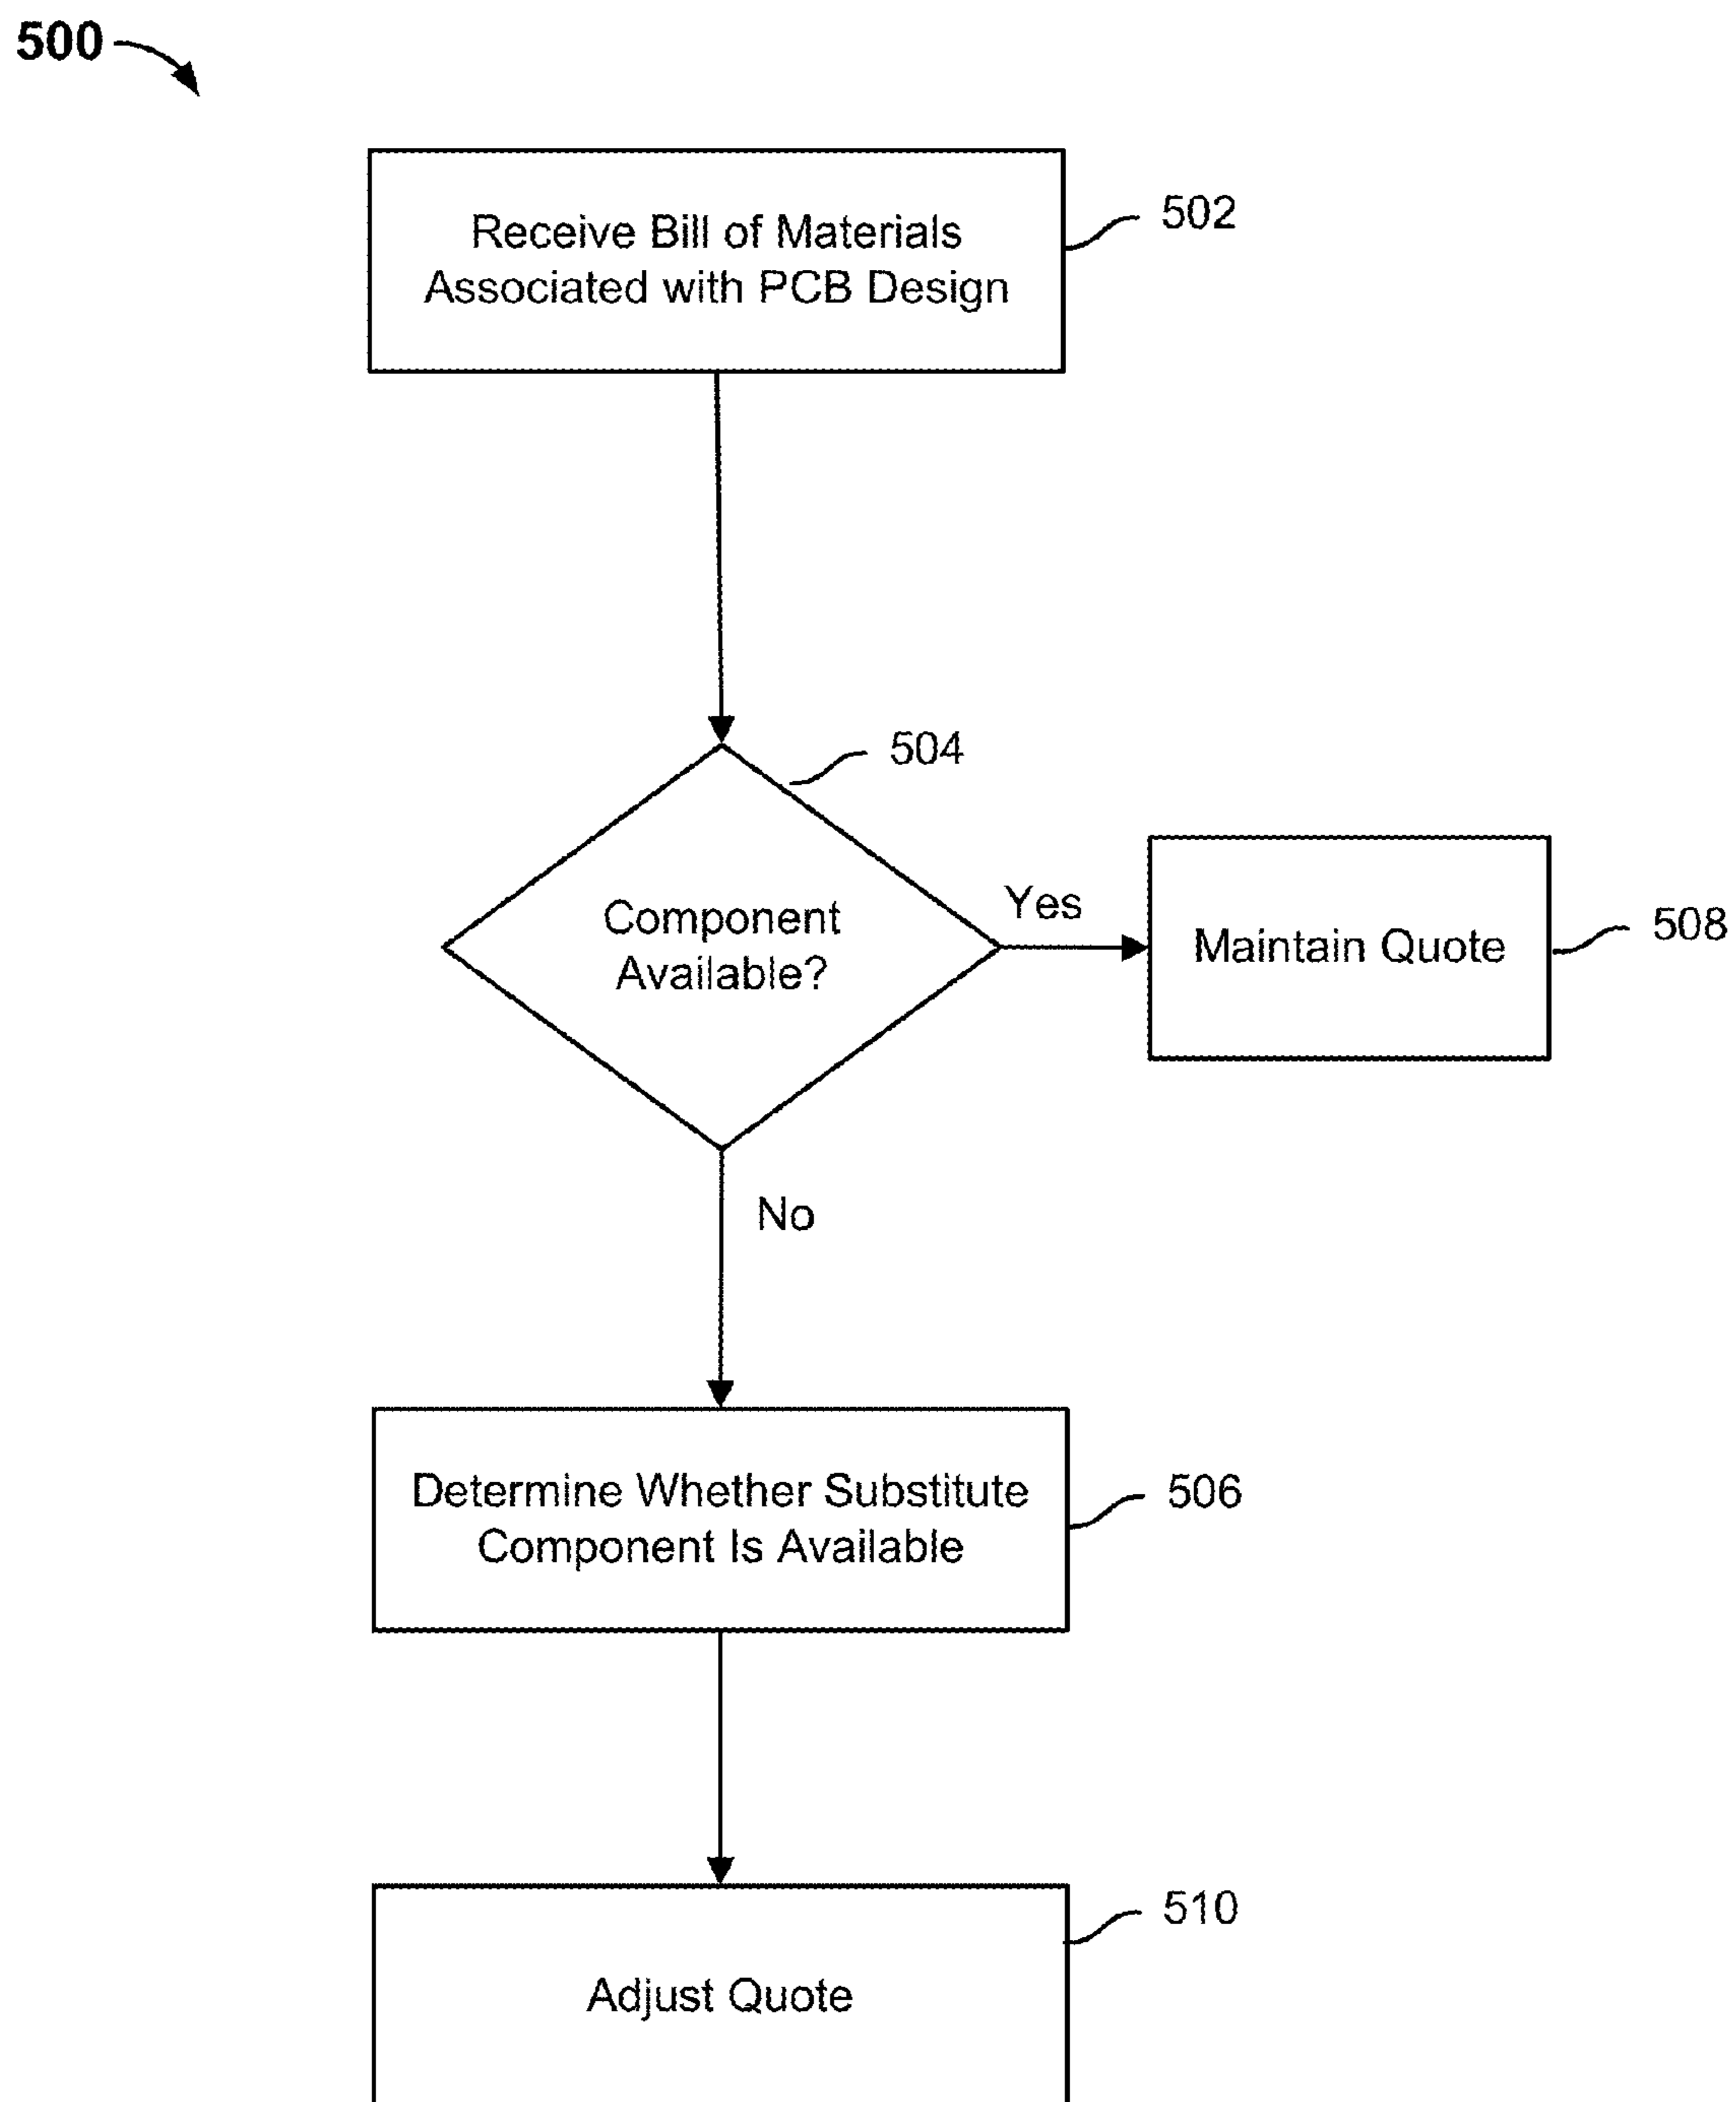 500
Receive Bill of Materials
Associated with PCB Design
502
504
Component
Available?
Yes
Maintain Quote
508
No
Determine Whether Substitute
Component Is Available
506
510
Adjust Quote